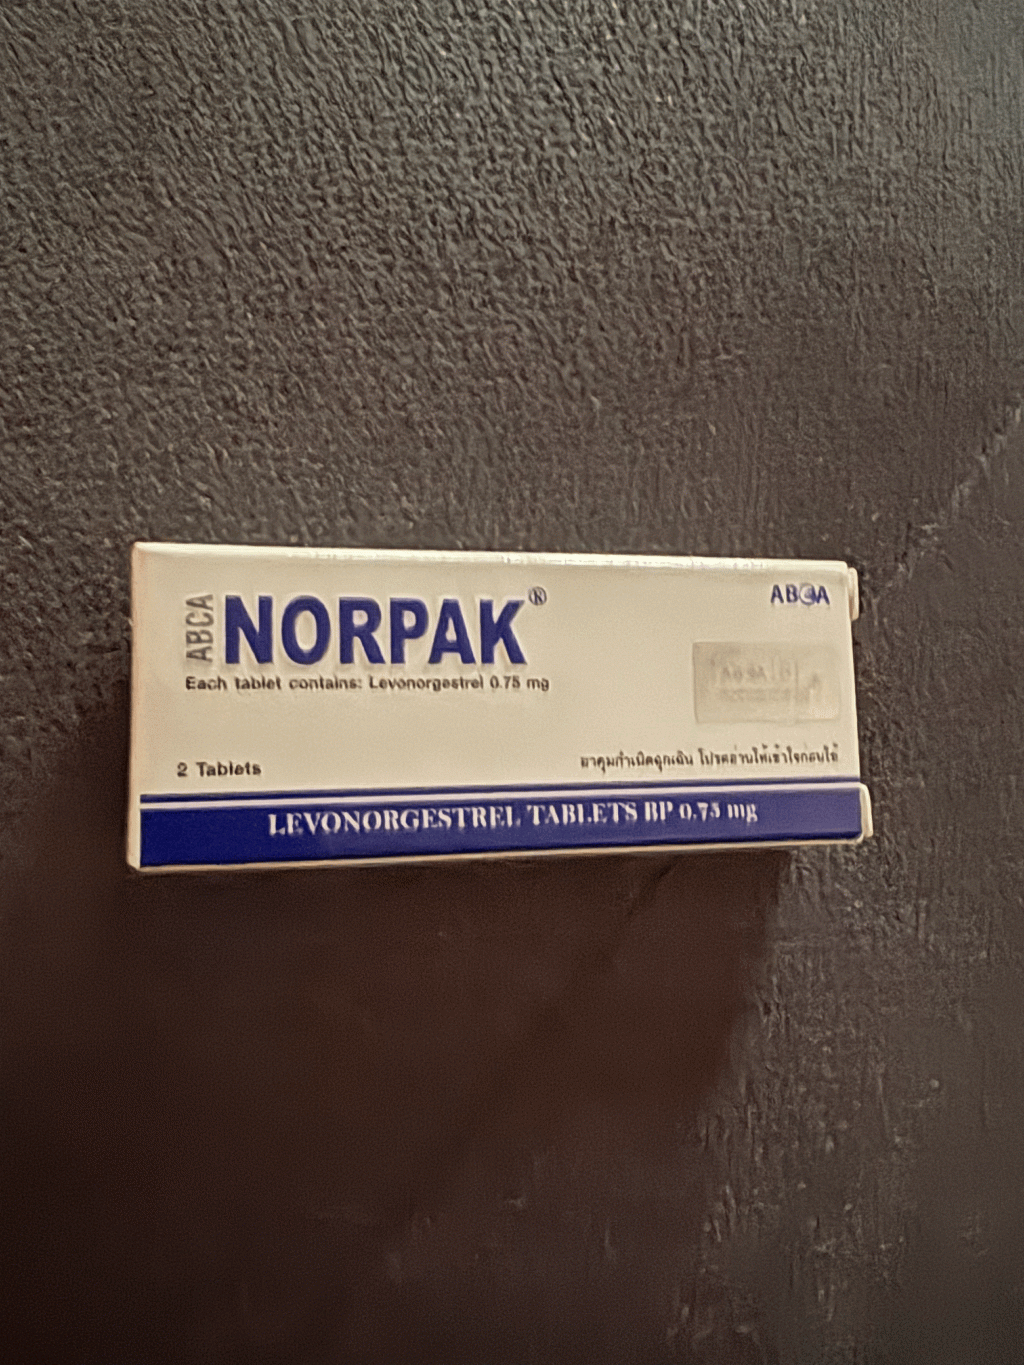 ABCA NORPAK®
ABCA
Each tablet contains: Levonorgestrel 0.75 mg
2 Tablets
ยาคุมกำเนิดฉุกเฉิน โปรดอ่านให้เข้าใจก่อนใช้
LEVONORGESTREL TABLETS BP 0.75 mg